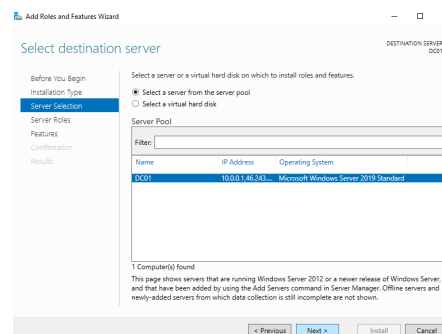 Add Roles and Features Wizard
Select destination server
DESTINATION SERVER
DC01
Before You Begin
Installation Type
Server Selection
Server Roles
Features
Confirmation
Results
Select a server or a virtual hard disk on which to install roles and features.
Select a server from the server pool
Select a virtual hard disk
Server Pool
Filter:
Name IP Address Operating System
DC01 10.0.0.1,46.243.... Microsoft Windows Server 2019 Standard
1 Computer(s) found
This page shows servers that are running Windows Server 2012 or a newer release of Windows Server,
and that have been added by using the Add Servers command in Server Manager. Offline servers and
newly-added servers from which data collection is still incomplete are not shown.
< Previous Next > Install Cancel